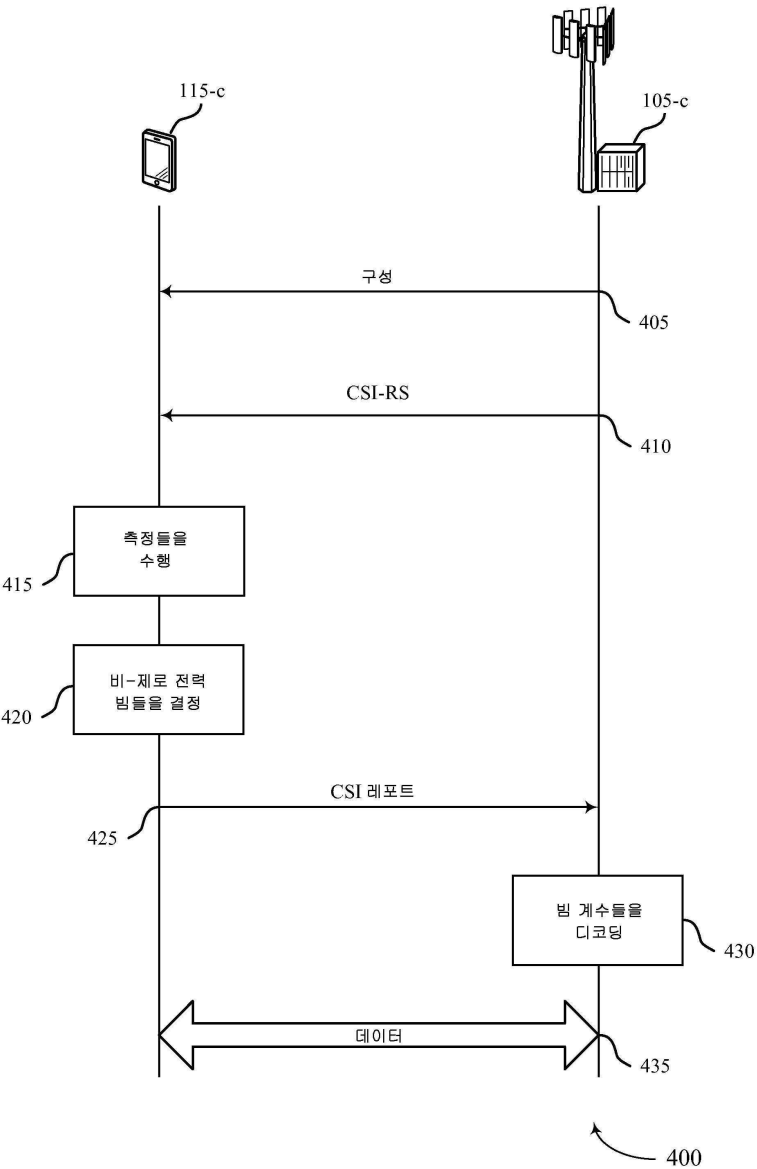 115-c
105-c
구성
405
CSI-RS
410
측정들을
수행
415
비-제로 전력
빔들을 결정
420
CSI 레포트
425
빔 계수들을
디코딩
430
데이터
435
400